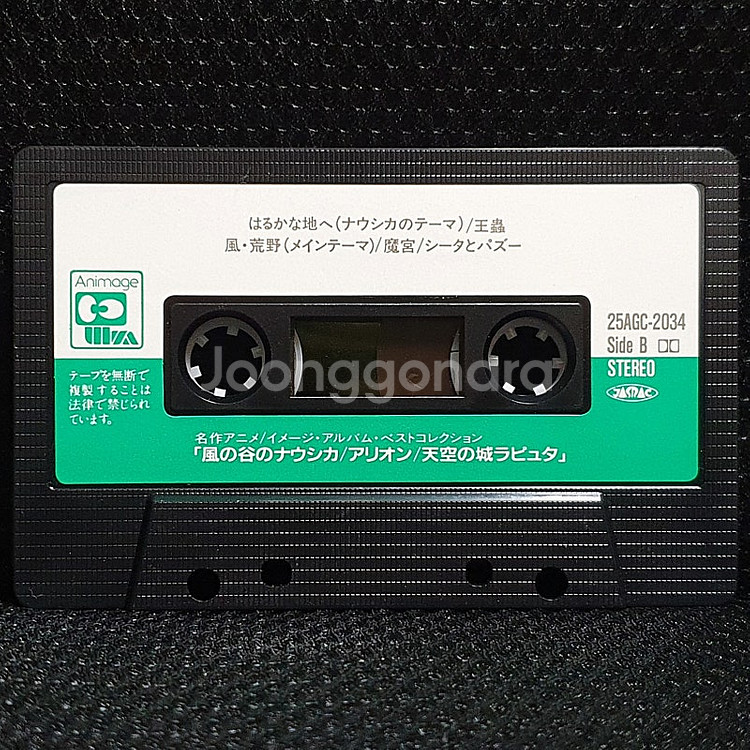 はるかな地へ(ナウシカのテーマ)/王蟲
風・荒野(メインテーマ)/魔宮/シータとパズー
Animage
25AGC-2034
Side B
STEREO
JASRAC
テープを無断で
複製することは
法律で禁じられ
ています。
Joonggonara
名作アニメ/イメージ・アルバム・ベストコレクション
「風の谷のナウシカ/アリオン/天空の城ラピュタ」